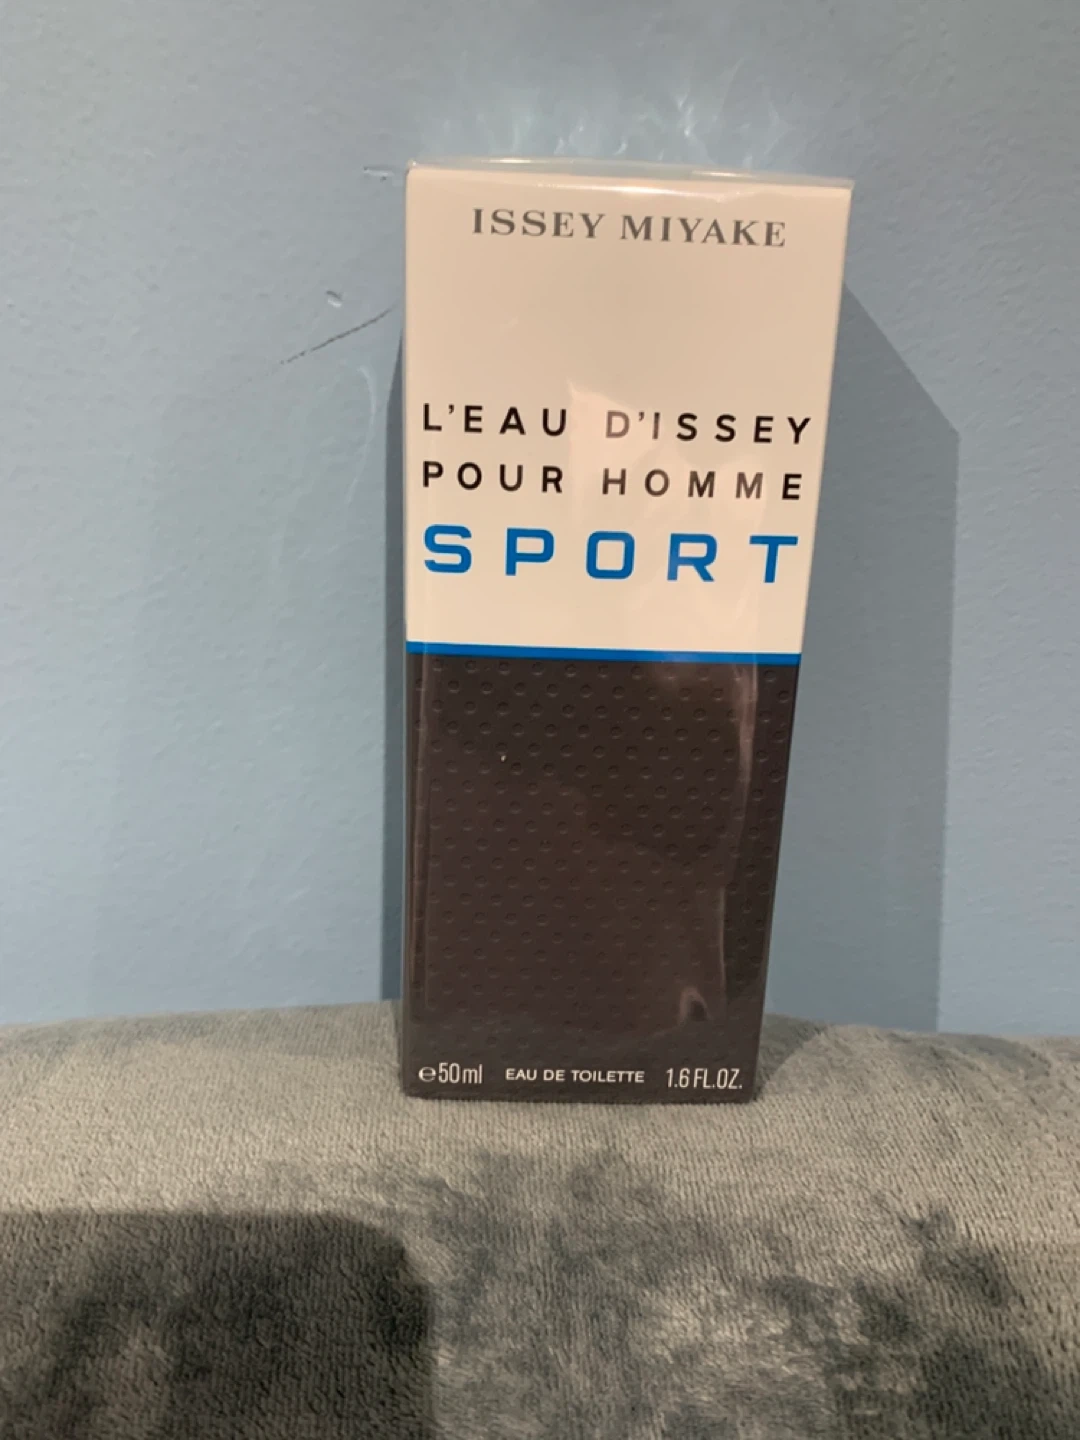 ISSEY MIYAKE
L'EAU D'ISSEY
POUR HOMME
SPORT
℮50ml EAU DE TOILETTE 1.6 FL.OZ.